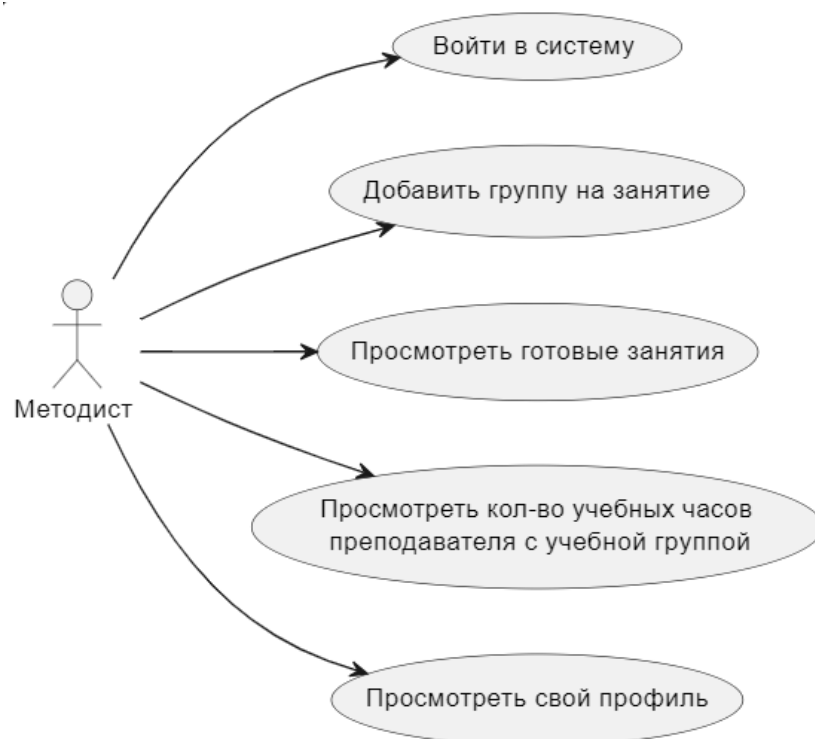 Войти в систему
Добавить группу на занятие
Просмотреть готовые занятия
Методист
Просмотреть кол-во учебных часов
преподавателя с учебной группой
Просмотреть свой профиль